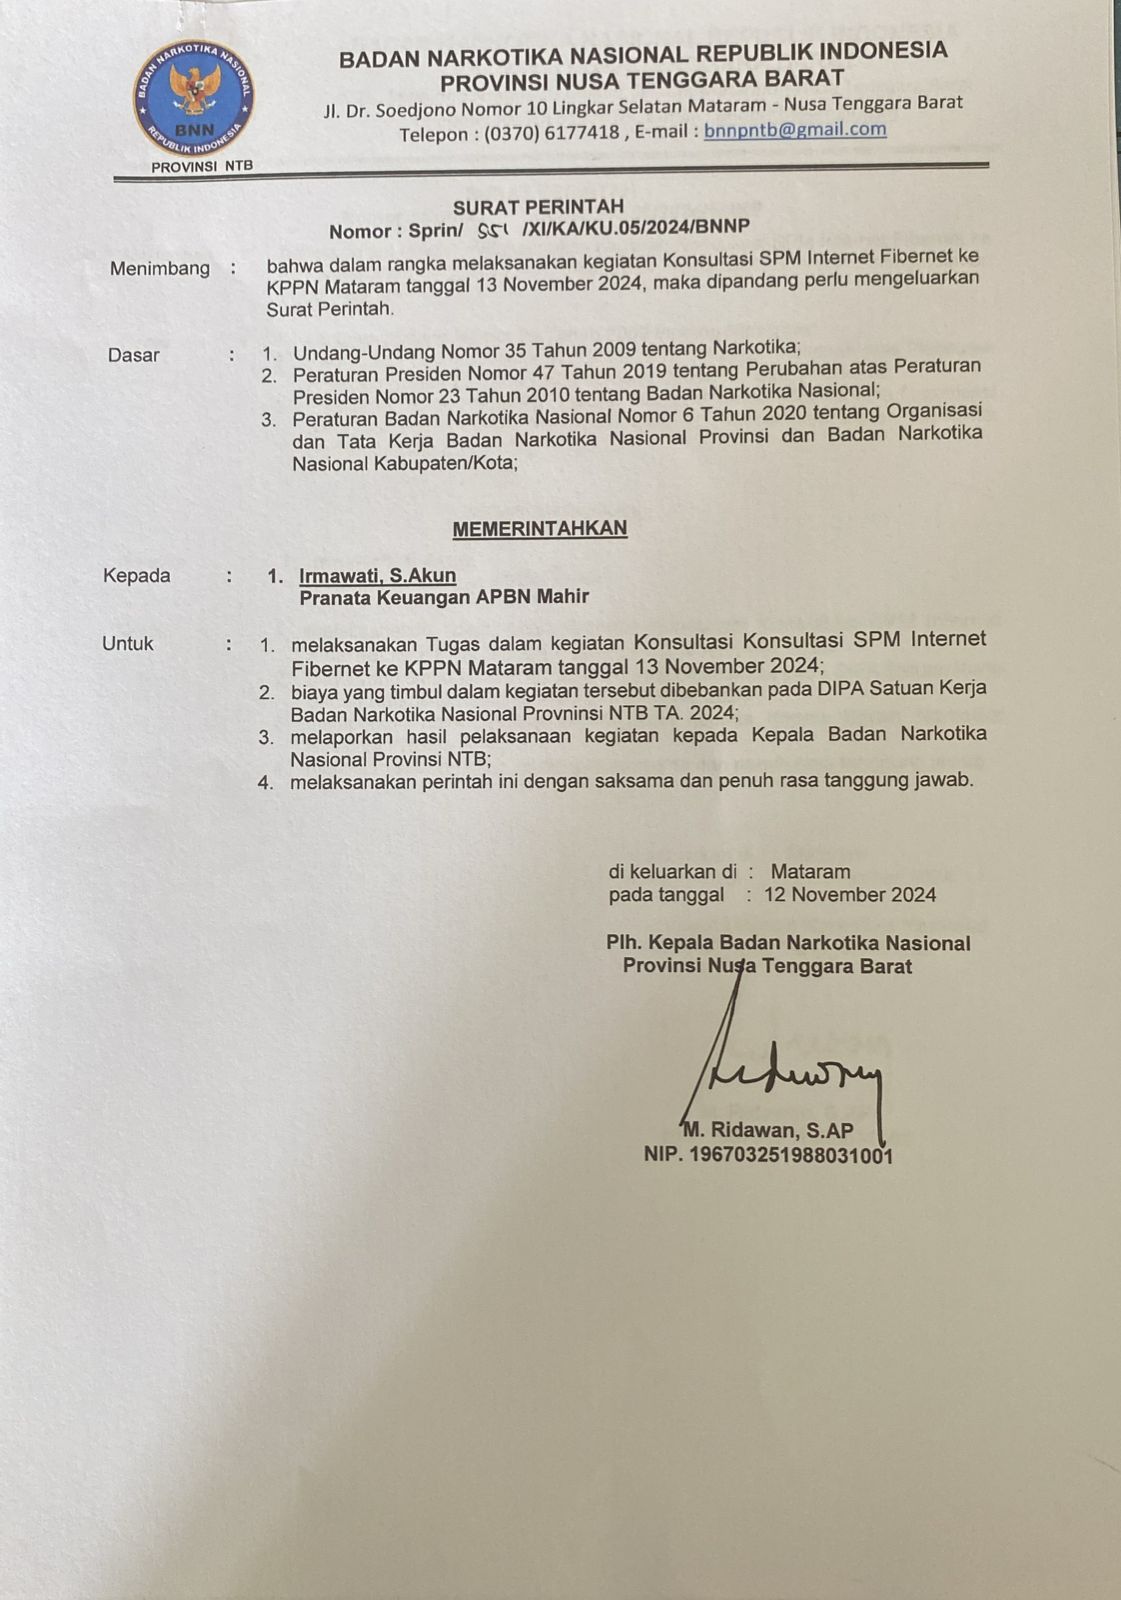 BADAN NARKOTIKA NASIONAL
BNN
REPUBLIK INDONESIA
PROVINSI NTB
BADAN NARKOTIKA NASIONAL REPUBLIK INDONESIA
PROVINSI NUSA TENGGARA BARAT
Jl. Dr. Soedjono Nomor 10 Lingkar Selatan Mataram - Nusa Tenggara Barat
Telepon : (0370) 6177418 , E-mail : bnnpntb@gmail.com
SURAT PERINTAH
Nomor : Sprin/ 551 /XI/KA/KU.05/2024/BNNP
Menimbang : bahwa dalam rangka melaksanakan kegiatan Konsultasi SPM Internet Fibernet ke
KPPN Mataram tanggal 13 November 2024, maka dipandang perlu mengeluarkan
Surat Perintah.
Dasar : 1. Undang-Undang Nomor 35 Tahun 2009 tentang Narkotika;
2. Peraturan Presiden Nomor 47 Tahun 2019 tentang Perubahan atas Peraturan
Presiden Nomor 23 Tahun 2010 tentang Badan Narkotika Nasional;
3. Peraturan Badan Narkotika Nasional Nomor 6 Tahun 2020 tentang Organisasi
dan Tata Kerja Badan Narkotika Nasional Provinsi dan Badan Narkotika
Nasional Kabupaten/Kota;
MEMERINTAHKAN
Kepada : 1. Irmawati, S.Akun
Pranata Keuangan APBN Mahir
Untuk : 1. melaksanakan Tugas dalam kegiatan Konsultasi Konsultasi SPM Internet
Fibernet ke KPPN Mataram tanggal 13 November 2024;
2. biaya yang timbul dalam kegiatan tersebut dibebankan pada DIPA Satuan Kerja
Badan Narkotika Nasional Provninsi NTB TA. 2024;
3. melaporkan hasil pelaksanaan kegiatan kepada Kepala Badan Narkotika
Nasional Provinsi NTB;
4. melaksanakan perintah ini dengan saksama dan penuh rasa tanggung jawab.
di keluarkan di : Mataram
pada tanggal : 12 November 2024
Plh. Kepala Badan Narkotika Nasional
Provinsi Nusa Tenggara Barat
M. Ridawan, S.AP
NIP. 196703251988031001